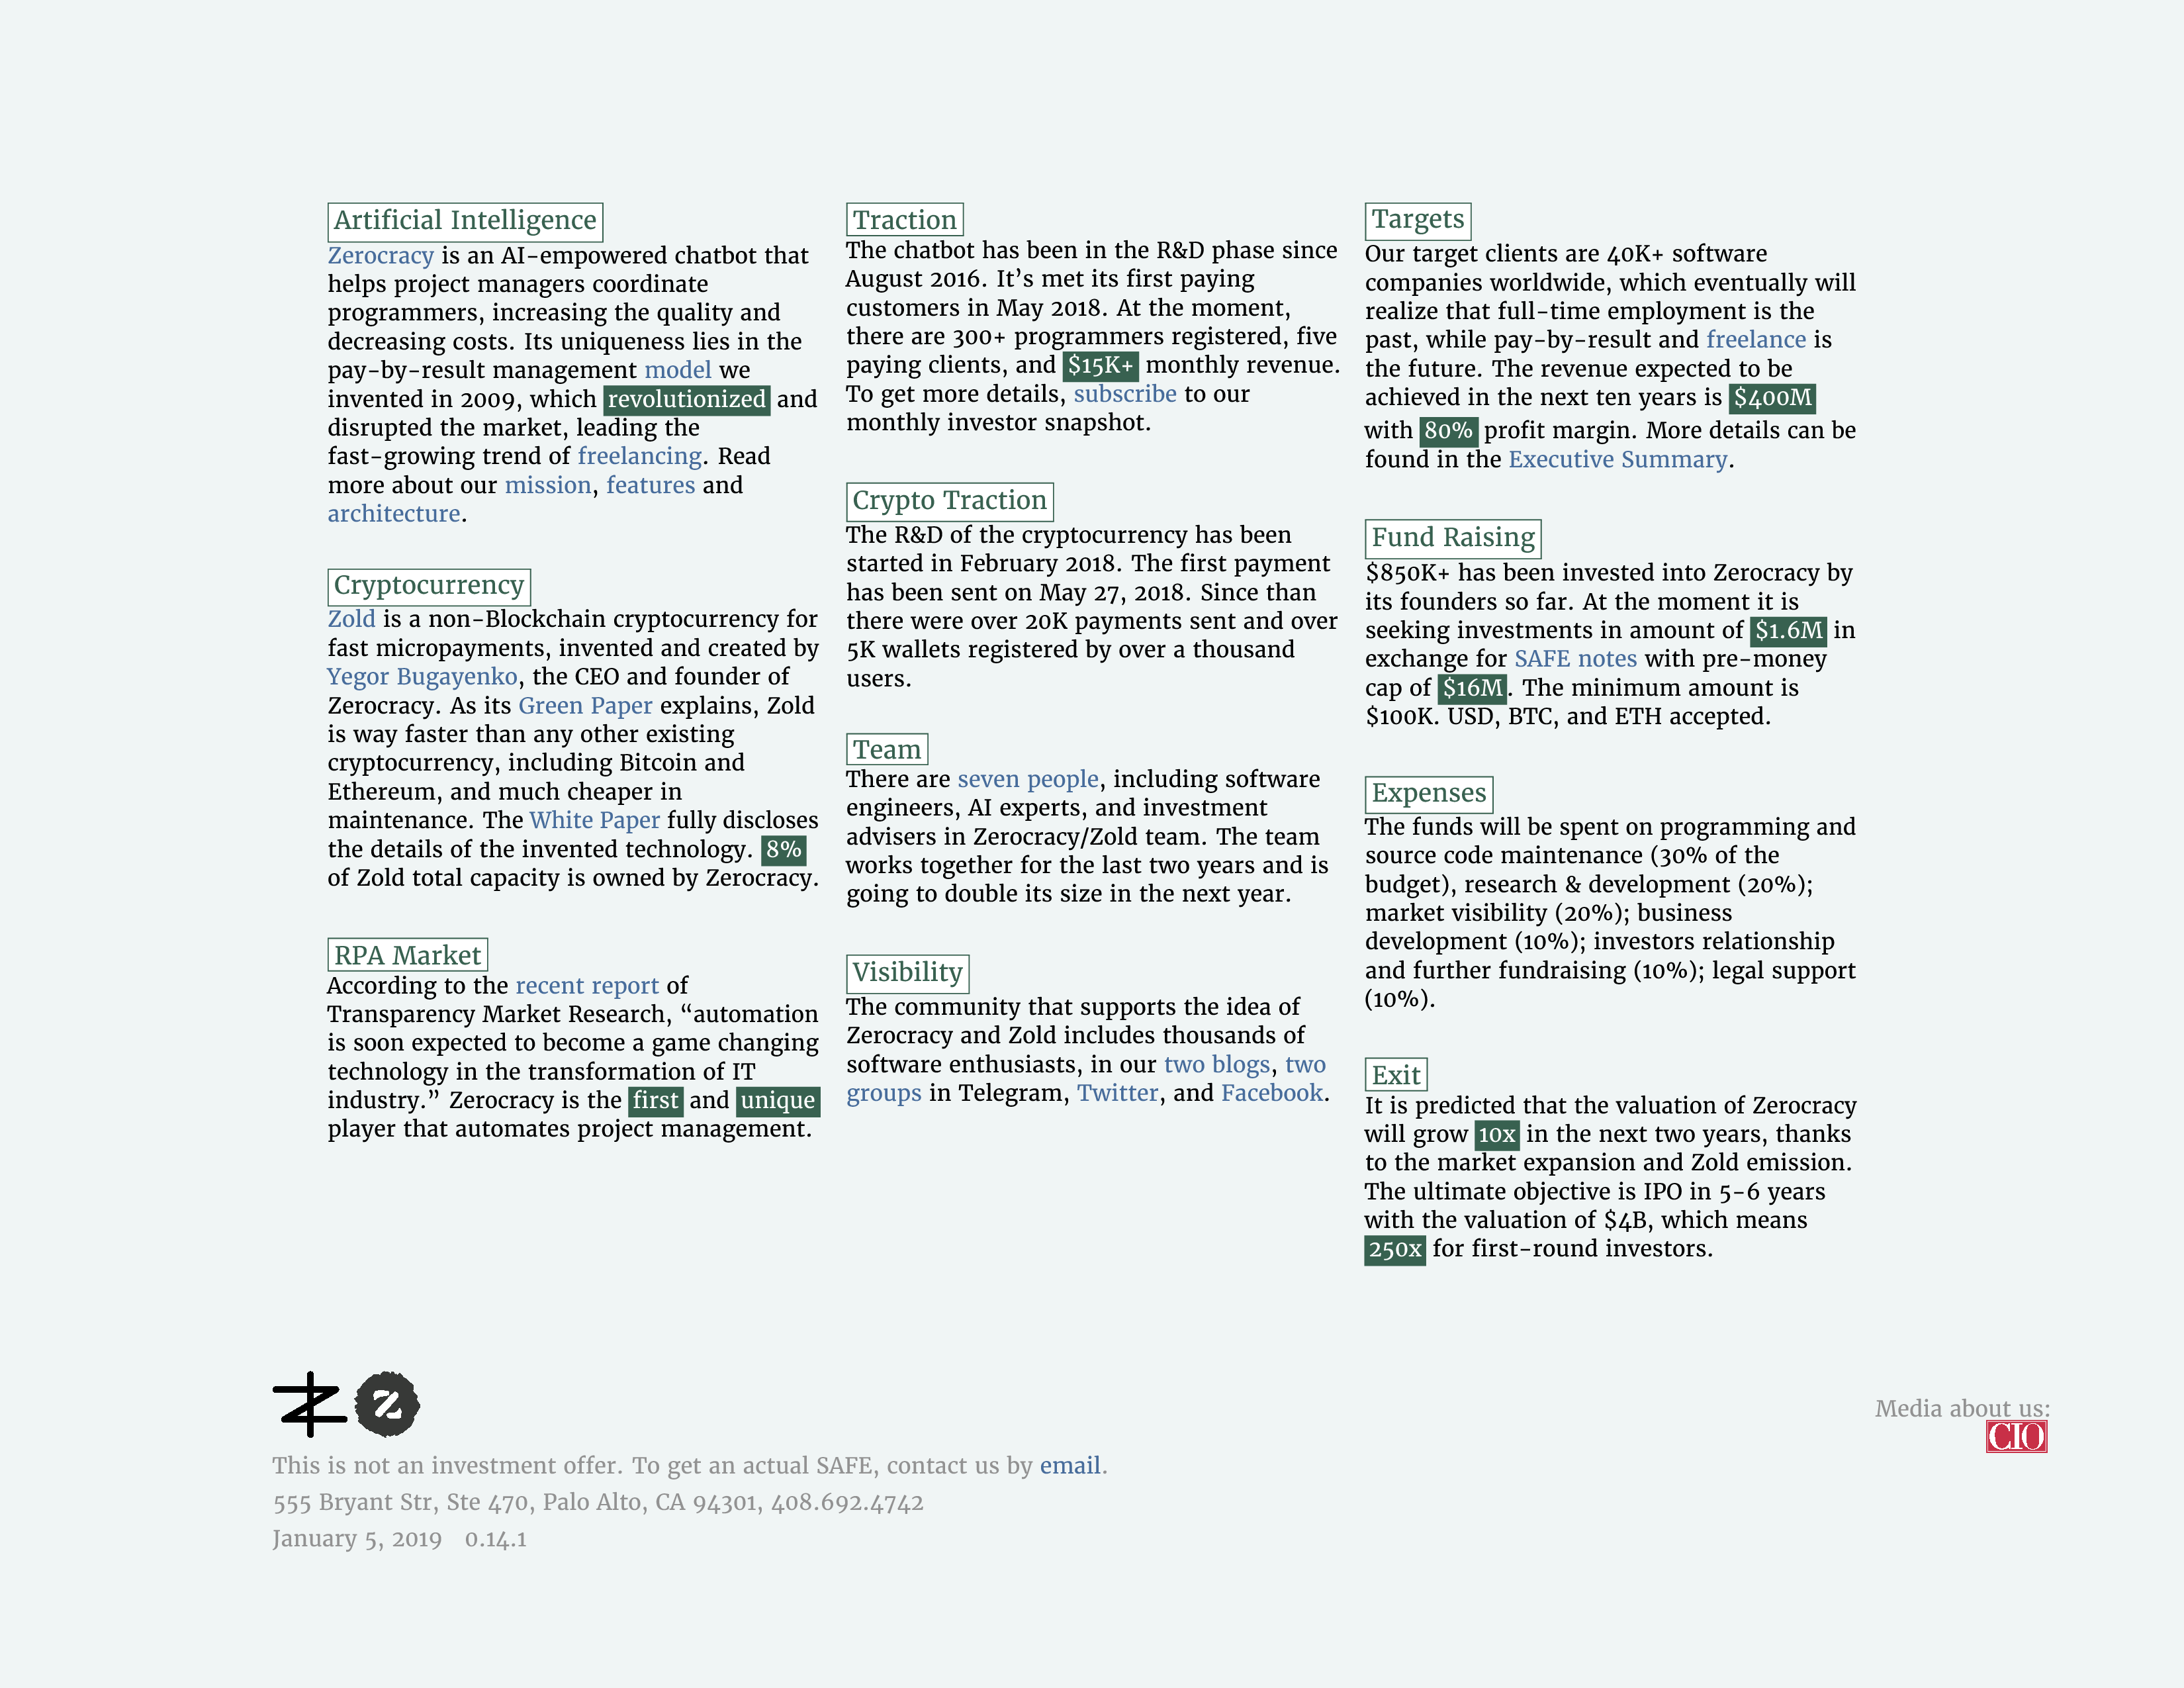 Artificial Intelligence
Zerocracy is an AI-empowered chatbot that
helps project managers coordinate
programmers, increasing the quality and
decreasing costs. Its uniqueness lies in the
pay-by-result management model we
invented in 2009, which revolutionized and
disrupted the market, leading the
fast-growing trend of freelancing. Read
more about our mission, features and
architecture.
Cryptocurrency
Zold is a non-Blockchain cryptocurrency for
fast micropayments, invented and created by
Yegor Bugayenko, the CEO and founder of
Zerocracy. As its Green Paper explains, Zold
is way faster than any other existing
cryptocurrency, including Bitcoin and
Ethereum, and much cheaper in
maintenance. The White Paper fully discloses
the details of the invented technology. 8%
of Zold total capacity is owned by Zerocracy.
RPA Market
According to the recent report of
Transparency Market Research, “automation
is soon expected to become a game changing
technology in the transformation of IT
industry.” Zerocracy is the first and unique
player that automates project management.
Traction
The chatbot has been in the R&D phase since
August 2016. It’s met its first paying
customers in May 2018. At the moment,
there are 300+ programmers registered, five
paying clients, and $15K+ monthly revenue.
To get more details, subscribe to our
monthly investor snapshot.
Crypto Traction
The R&D of the cryptocurrency has been
started in February 2018. The first payment
has been sent on May 27, 2018. Since than
there were over 20K payments sent and over
5K wallets registered by over a thousand
users.
Team
There are seven people, including software
engineers, AI experts, and investment
advisers in Zerocracy/Zold team. The team
works together for the last two years and is
going to double its size in the next year.
Visibility
The community that supports the idea of
Zerocracy and Zold includes thousands of
software enthusiasts, in our two blogs, two
groups in Telegram, Twitter, and Facebook.
Targets
Our target clients are 40K+ software
companies worldwide, which eventually will
realize that full-time employment is the
past, while pay-by-result and freelance is
the future. The revenue expected to be
achieved in the next ten years is $400M
with 80% profit margin. More details can be
found in the Executive Summary.
Fund Raising
$850K+ has been invested into Zerocracy by
its founders so far. At the moment it is
seeking investments in amount of $1.6M in
exchange for SAFE notes with pre-money
cap of $16M. The minimum amount is
$100K. USD, BTC, and ETH accepted.
Expenses
The funds will be spent on programming and
source code maintenance (30% of the
budget), research & development (20%);
market visibility (20%); business
development (10%); investors relationship
and further fundraising (10%); legal support
(10%).
Exit
It is predicted that the valuation of Zerocracy
will grow 10x in the next two years, thanks
to the market expansion and Zold emission.
The ultimate objective is IPO in 5-6 years
with the valuation of $4B, which means
250x for first-round investors.
This is not an investment offer. To get an actual SAFE, contact us by email.
555 Bryant Str, Ste 470, Palo Alto, CA 94301, 408.692.4742
January 5, 2019 0.14.1
Media about us:
CIO